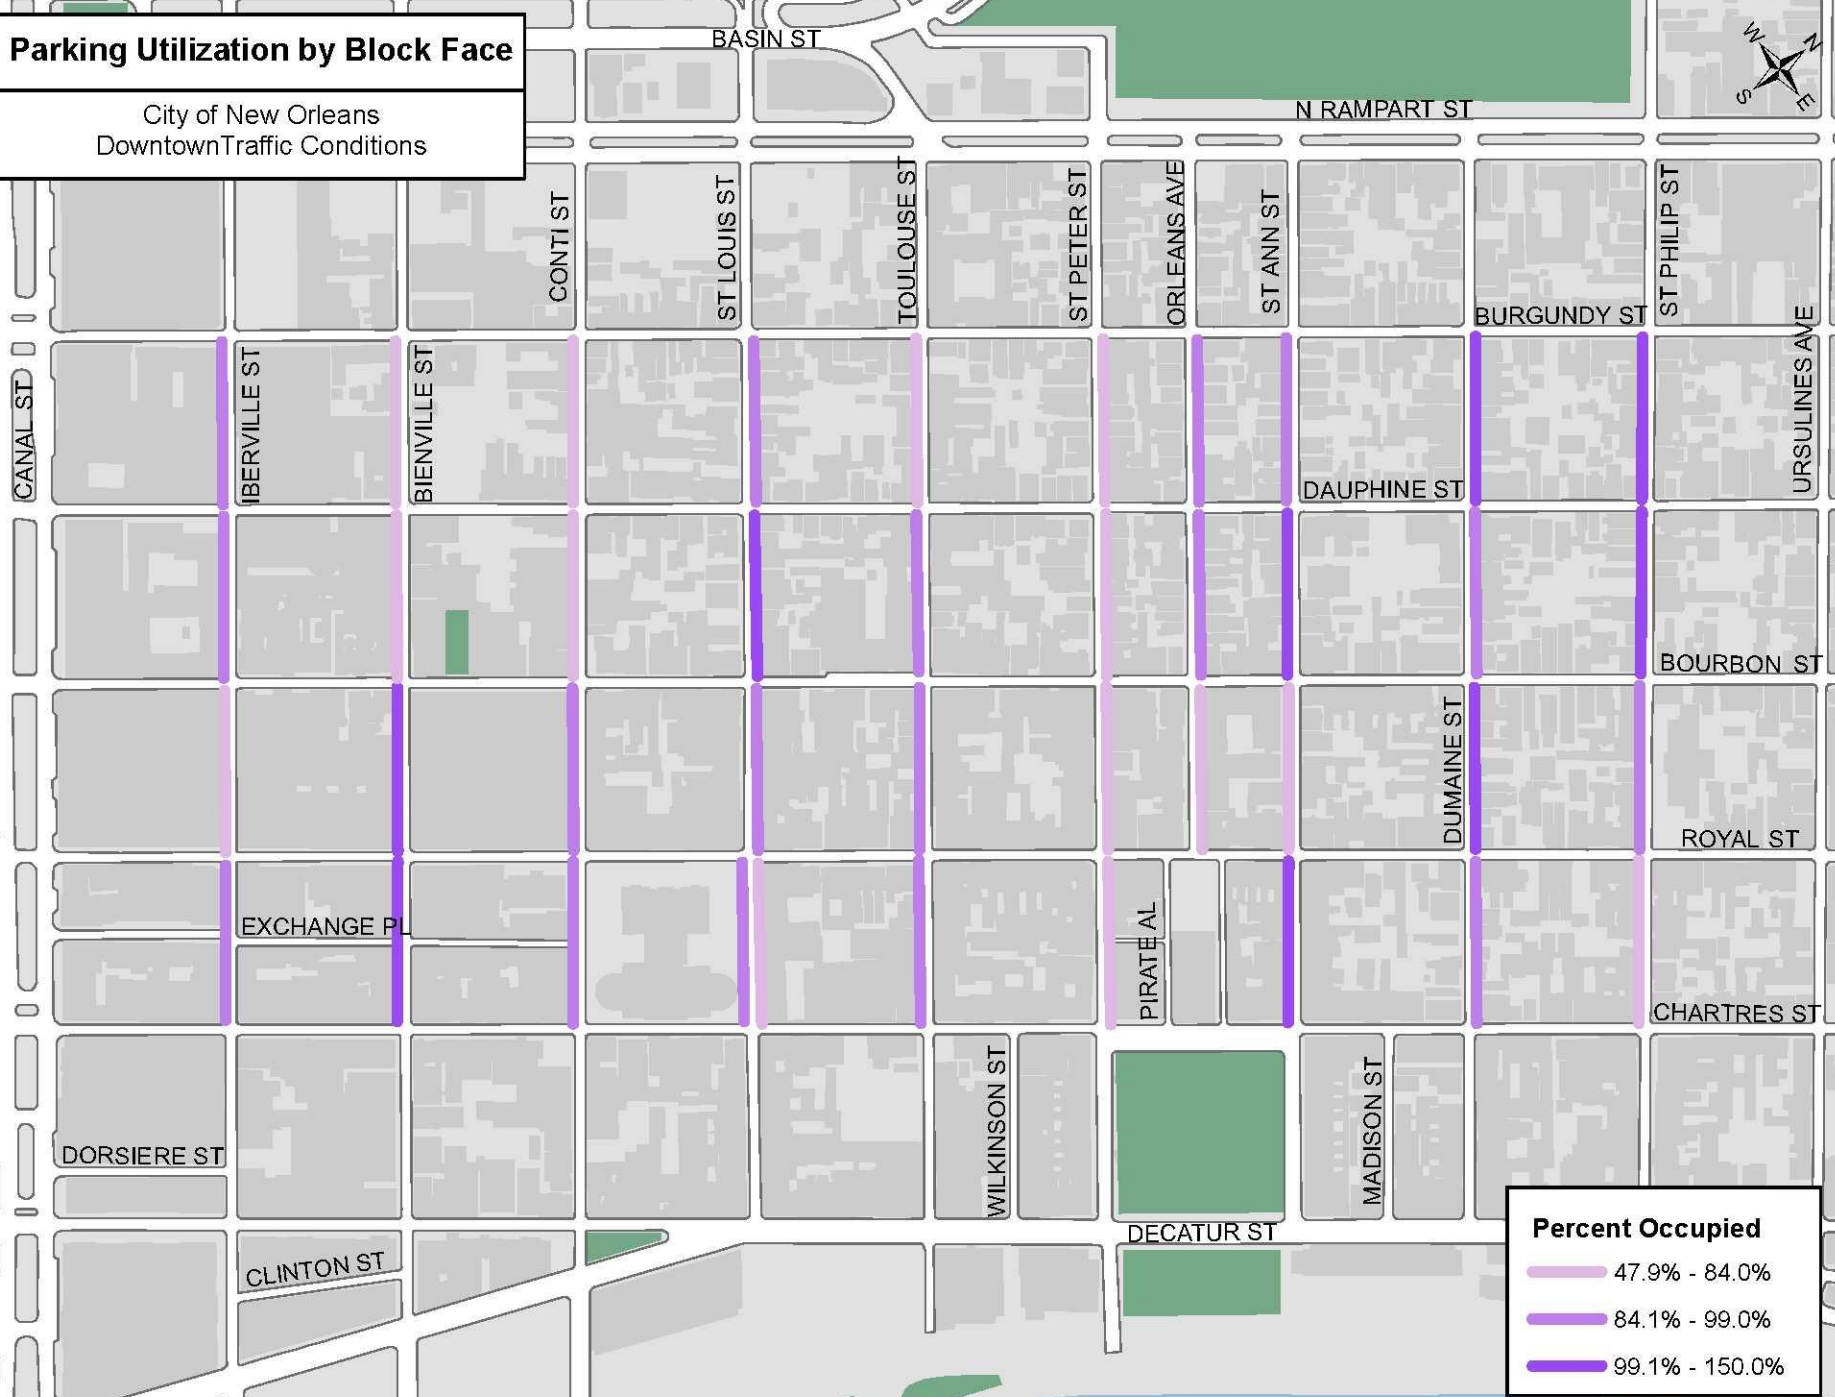 Parking Utilization by Block Face
City of New Orleans
DowntownTraffic Conditions
BASIN ST
N RAMPART ST
W
N
S
E
CONTI ST
ST LOUIS ST
TOULOUSE ST
ST PETER ST
ORLEANS AVE
ST ANN ST
ST PHILIP ST
BURGUNDY ST
URSULINES AVE
CANAL ST
IBERVILLE ST
BIENVILLE ST
DAUPHINE ST
BOURBON ST
DUMAINE ST
ROYAL ST
EXCHANGE PL
PIRATE AL
CHARTRES ST
WILKINSON ST
MADISON ST
DORSIERE ST
DECATUR ST
CLINTON ST
Percent Occupied
47.9% - 84.0%
84.1% - 99.0%
99.1% - 150.0%